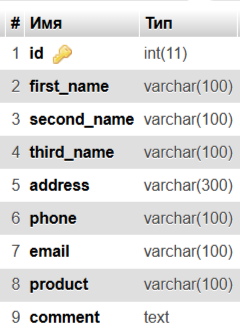 # Имя Тип
1 id int(11)
2 first_name varchar(100)
3 second_name varchar(100)
4 third_name varchar(100)
5 address varchar(300)
6 phone varchar(100)
7 email varchar(100)
8 product varchar(100)
9 comment text